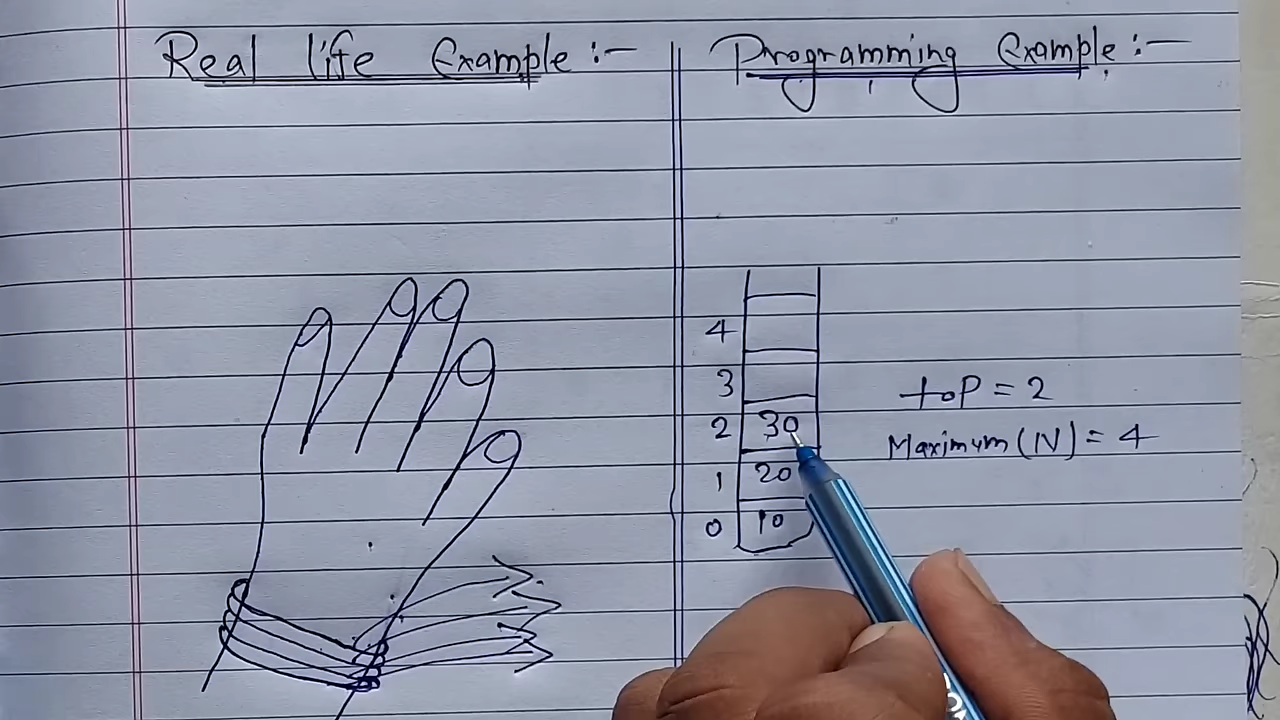 Real life Example:-
Programming Example:-
4
3
2 30
1 20
0 10
top = 2
Maximum (N) = 4